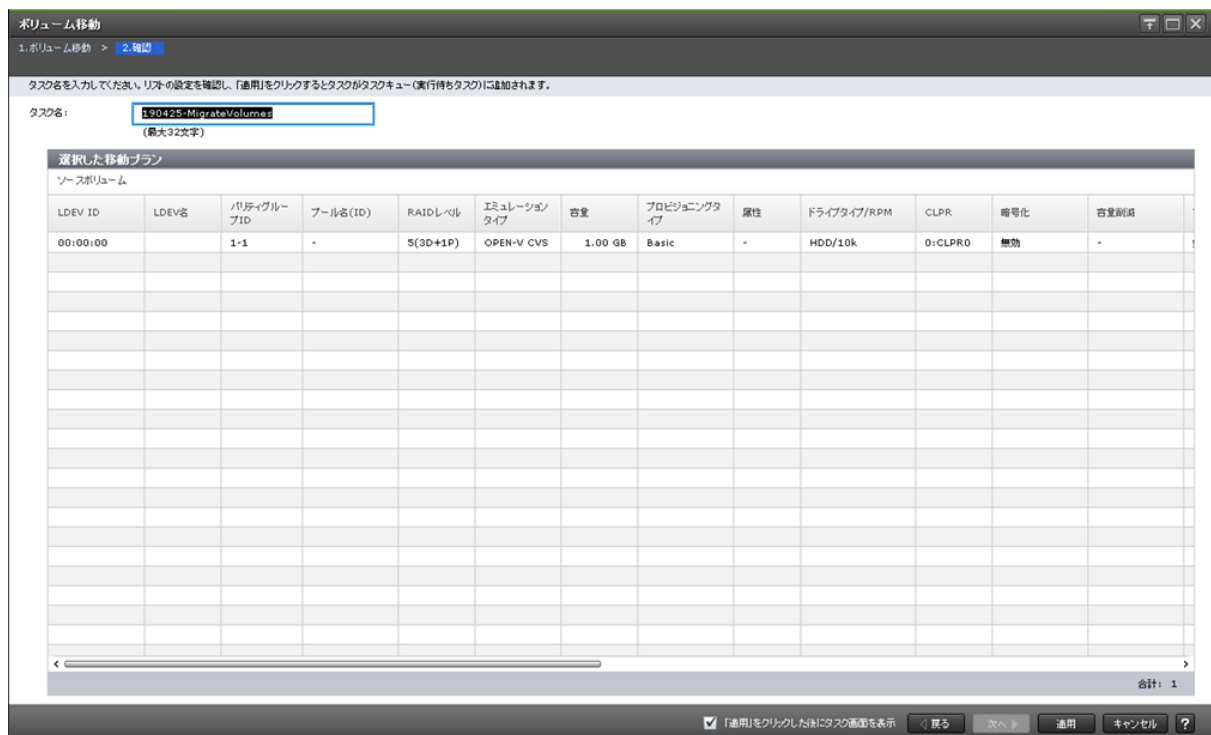 ボリューム移動
1.ボリューム移動 > 2.確認
タスク名を入力してください。リストの設定を確認し、「適用」をクリックするとタスクがタスクキュー(実行待ちタスク)に追加されます。
タスク名: 190425-MigrateVolumes
(最大32文字)
選択した移動プラン
ソースボリューム
LDEV ID LDEV名 パリティグループID プール名(ID) RAIDレベル エミュレーションタイプ 容量 プロビジョニングタイプ 属性 ドライブタイプ/RPM CLPR 暗号化 容量削減
00:00:00 1-1 - 5(3D+1P) OPEN-V CVS 1.00 GB Basic - HDD/10k 0:CLPR0 無効 -
合計: 1
「適用」をクリックした後にタスク画面を表示 戻る 次へ 適用 キャンセル ?